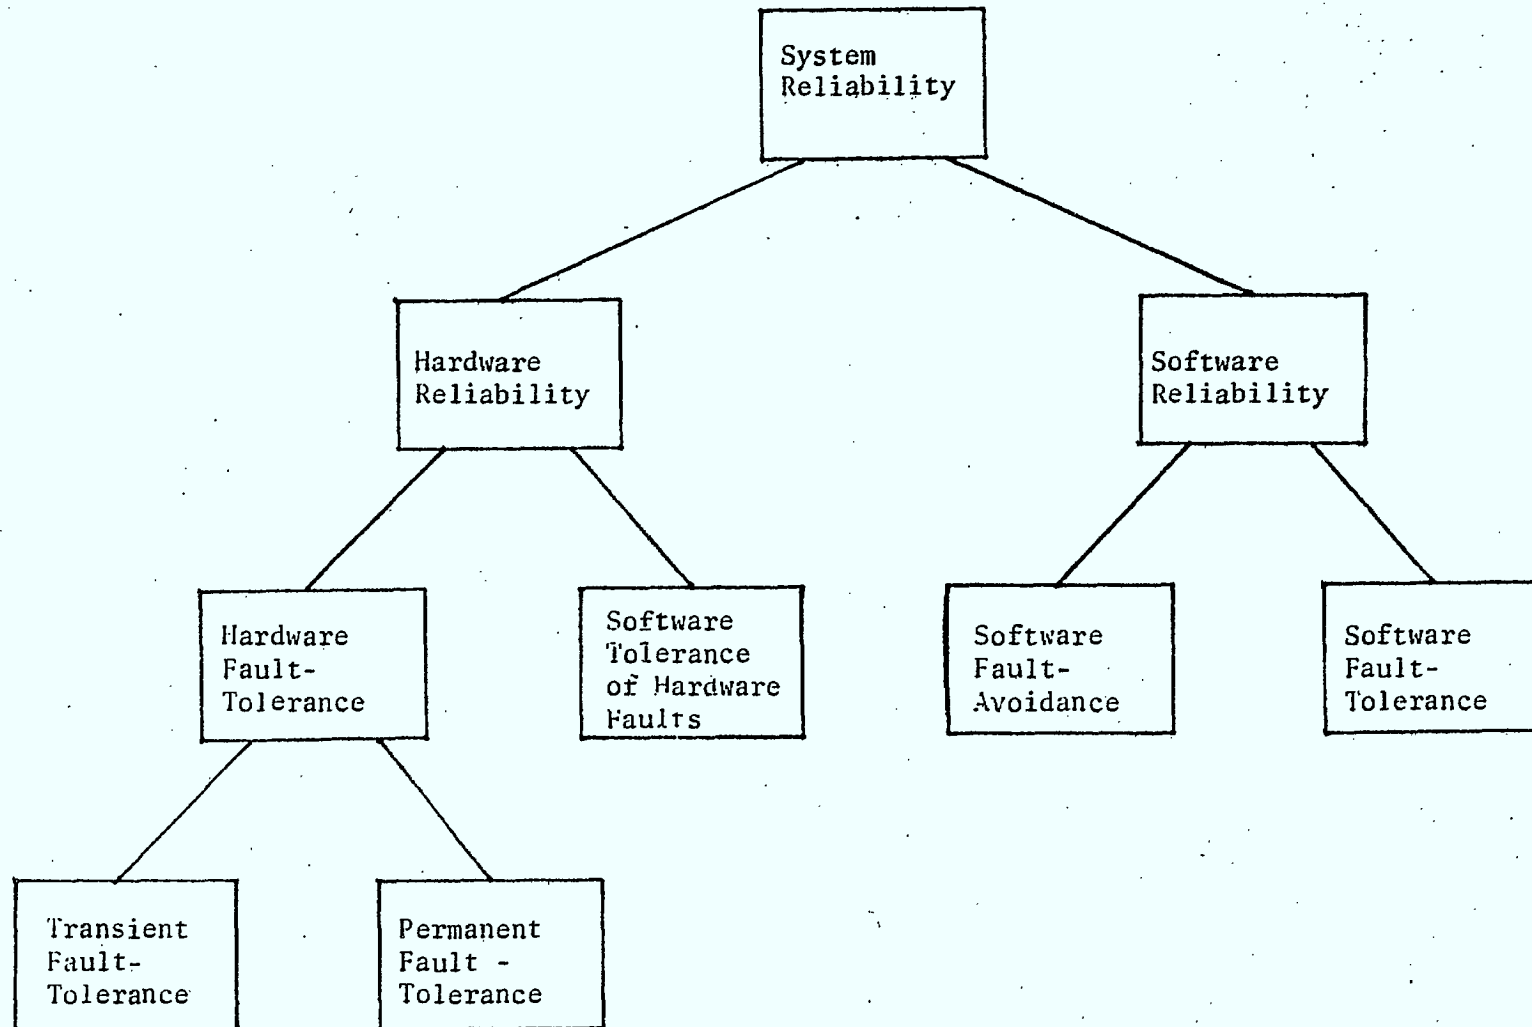 System
Reliability
Hardware
Reliability
Software
Reliability
Hardware
Fault-
Tolerance
Software
Tolerance
of Hardware
Faults
Software
Fault-
Avoidance
Software
Fault-
Tolerance
Transient
Fault-
Tolerance
Permanent
Fault -
Tolerance